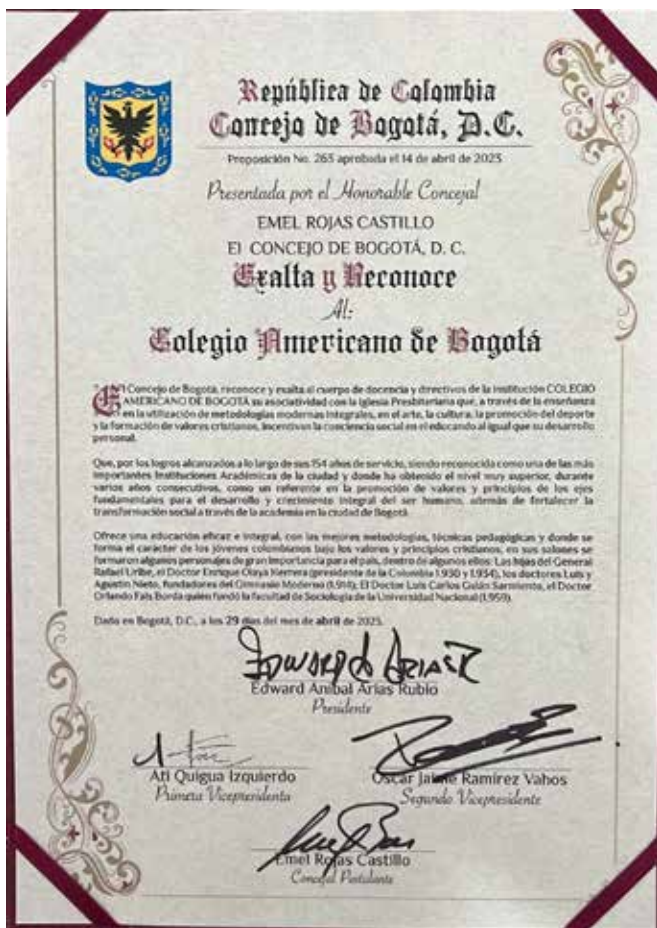 República de Colombia
Concejo de Bogotá, D.C.
Proposición No. 265 aprobada el 14 de abril de 2023
Presentada por el Honorable Concejal
EMEL ROJAS CASTILLO
El CONCEJO DE BOGOTÁ, D. C.
Exalta y Reconoce
Al:
Colegio Americano de Bogotá
El Concejo de Bogotá, reconoce y exalta al cuerpo de docencia y directivos de la institución COLEGIO
AMERICANO DE BOGOTÁ su asociatividad con la Iglesia Presbiteriana que, a través de la enseñanza
en la utilización de metodologías modernas integrales, en el arte, la cultura, la promoción del deporte
y la formación de valores cristianos, incentivan la conciencia social en el educando al igual que su desarrollo
personal.
Que, por los logros alcanzados a lo largo de sus 154 años de servicio, siendo reconocida como una de las más
importantes Instituciones Académicas de la ciudad y donde ha obtenido el nivel muy superior, durante
varios años consecutivos, como un referente en la promoción de valores y principios de los ejes
fundamentales para el desarrollo y crecimiento integral del ser humano, además de fortalecer la
transformación social a través de la academia en la ciudad de Bogotá.
Ofrece una educación eficaz e integral, con las mejores metodologías, técnicas pedagógicas y donde se
forma el carácter de los jóvenes colombianos bajo los valores y principios cristianos, en sus salones se
formaron algunos personajes de gran importancia para el país, dentro de algunos ellos: Las hijas del General
Rafael Uribe, el Doctor Enrique Olaya Herrera (presidente de la Colombia 1.930 y 1.934), los doctores Luis y
Agustín Nieto, fundadores del Gimnasio Moderno (1.914); El Doctor Luis Carlos Galán Sarmiento, el Doctor
Orlando Fals Borda quien fundó la facultad de Sociología de la Universidad Nacional (1.959).
Dado en Bogotá, D.C., a los 29 días del mes de abril de 2023.
EDWARD A ARIAS R
Edward Aníbal Arias Rubio
Presidente
Ati Quigua Izquierdo
Primera Vicepresidenta
Óscar Jaime Ramírez Vahos
Segundo Vicepresidente
Emel Rojas Castillo
Concejal Postulante